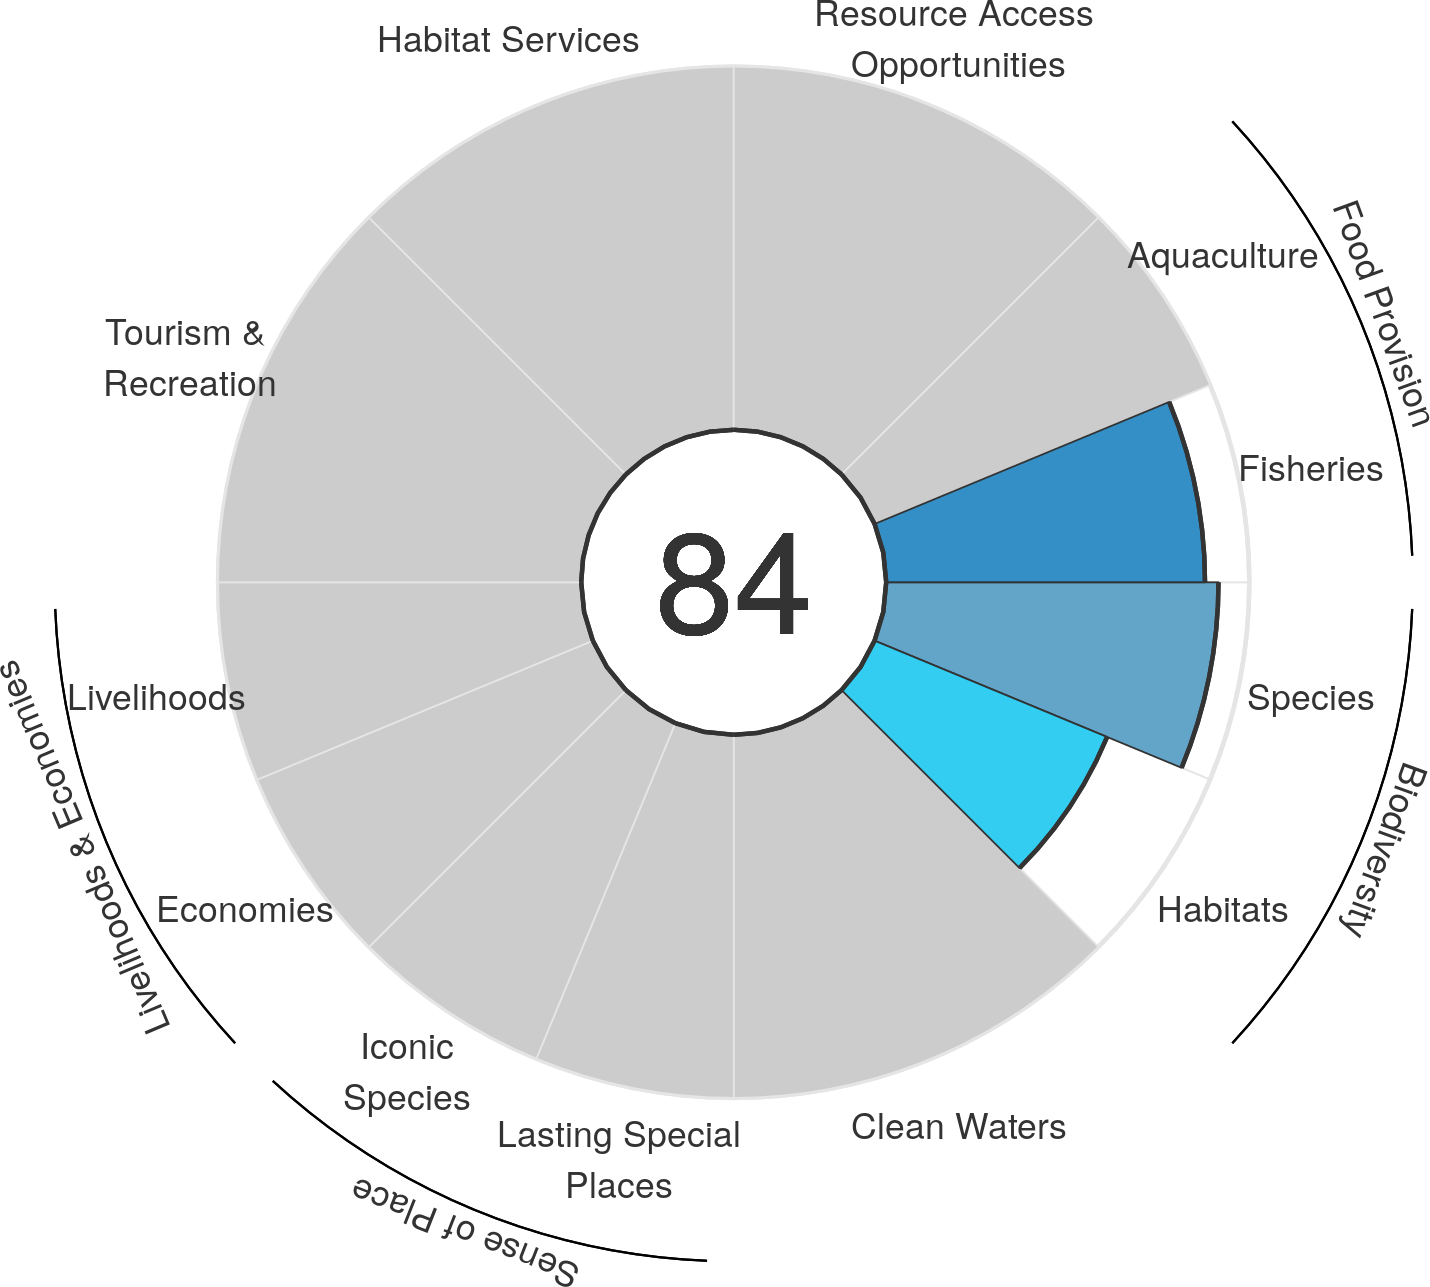 Resource Access
Opportunities
Habitat Services
Aquaculture
Food Provision
Tourism &
Recreation
Fisheries
84
Species
Livelihoods
Livelihoods & Economies
Biodiversity
Habitats
Economies
Iconic
Species
Lasting Special
Places
Clean Waters
Sense of Place